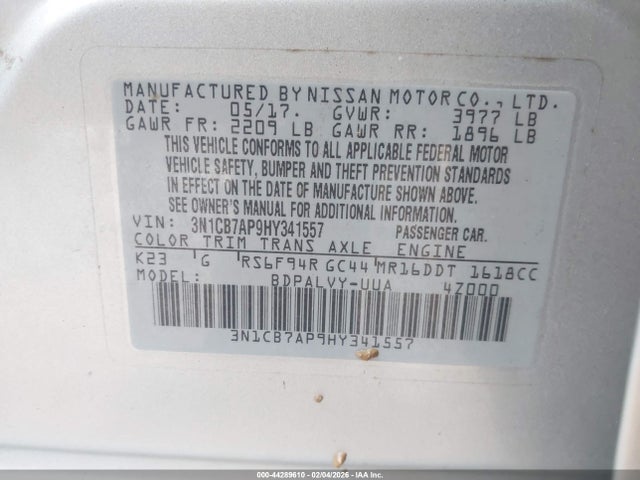 MANUFACTURED BY NISSAN MOTOR CO., LTD.
DATE: 05/17. GVWR: 3977 LB
GAWR FR: 2209 LB GAWR RR: 1896 LB
THIS VEHICLE CONFORMS TO ALL APPLICABLE FEDERAL MOTOR
VEHICLE SAFETY, BUMPER AND THEFT PREVENTION STANDARDS
IN EFFECT ON THE DATE OF MANUFACTURE SHOWN ABOVE.
SEE OWNER'S MANUAL FOR ADDITIONAL INFORMATION.
VIN: 3N1CB7AP9HY341557 PASSENGER CAR.
COLOR TRIM TRANS AXLE ENGINE
K23 G RS6F94R GC44 MR16DDT 1618CC
MODEL: BDPALVY-UUA 4Z000
3N1CB7AP9HY341557
000-44289610 - 02/04/2026 - IAA Inc.